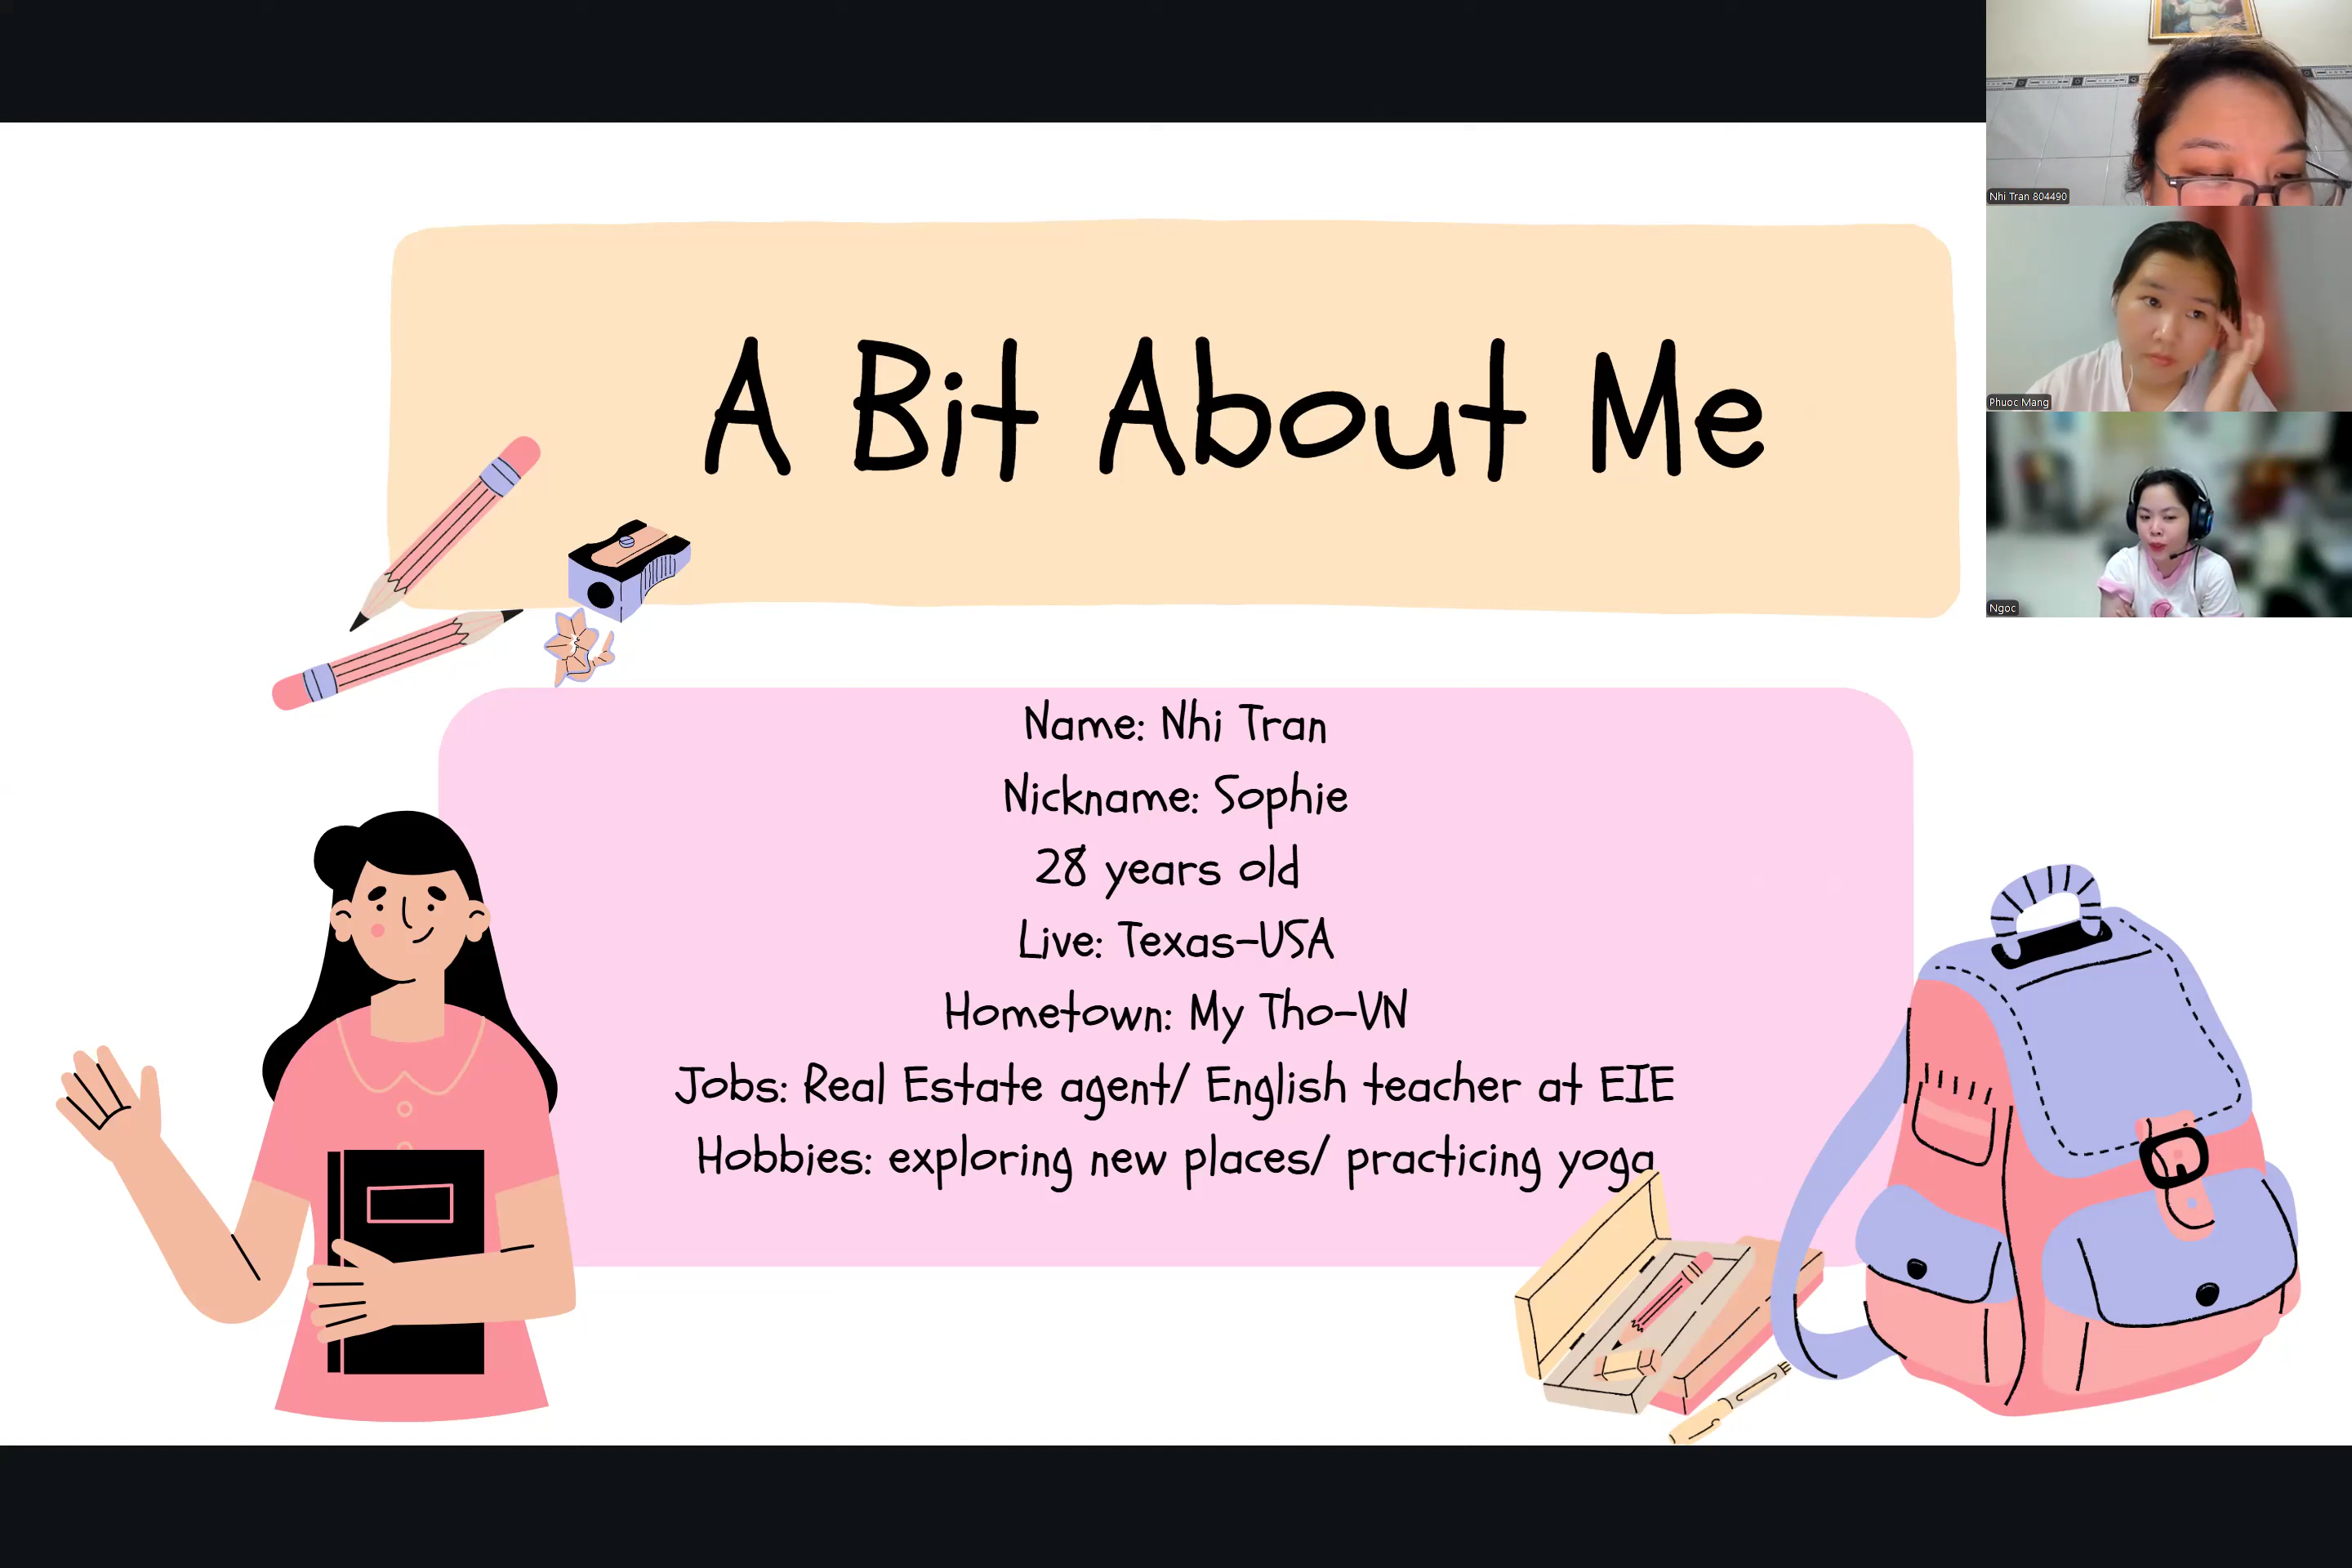 A Bit About Me
Name: Nhi Tran
Nickname: Sophie
28 years old
Live: Texas-USA
Hometown: My Tho-VN
Jobs: Real Estate agent/ English teacher at EIE
Hobbies: exploring new places/ practicing yoga
Nhi Tran 804490
Phuoc Mang
Ngoc